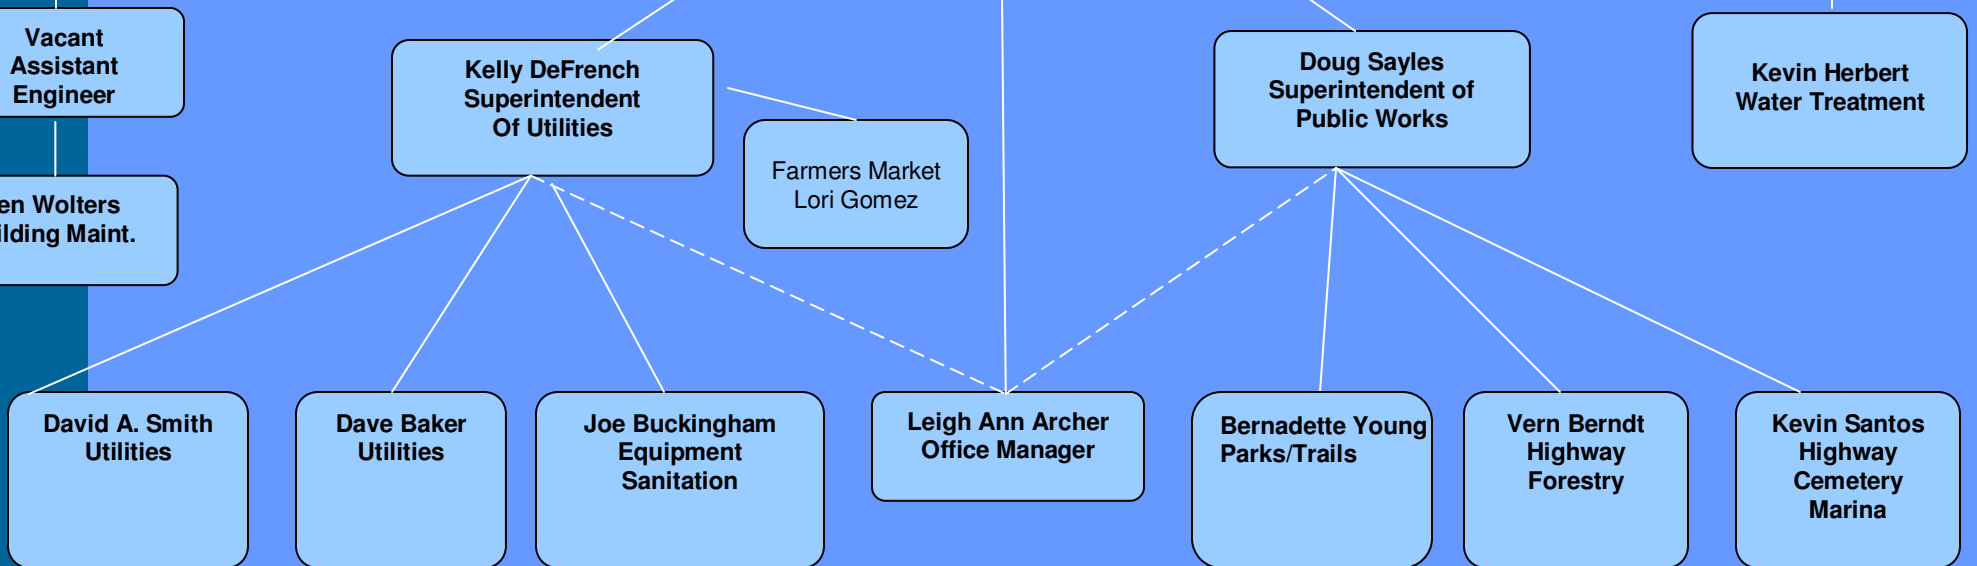 Vacant
Assistant
Engineer
Kelly DeFrench
Superintendent
Of Utilities
Doug Sayles
Superintendent of
Public Works
Kevin Herbert
Water Treatment
Farmers Market
Lori Gomez
Wolters
Maint.
David A. Smith
Utilities
Dave Baker
Utilities
Joe Buckingham
Equipment
Sanitation
Leigh Ann Archer
Office Manager
Bernadette Young
Parks/Trails
Vern Berndt
Highway
Forestry
Kevin Santos
Highway
Cemetery
Marina